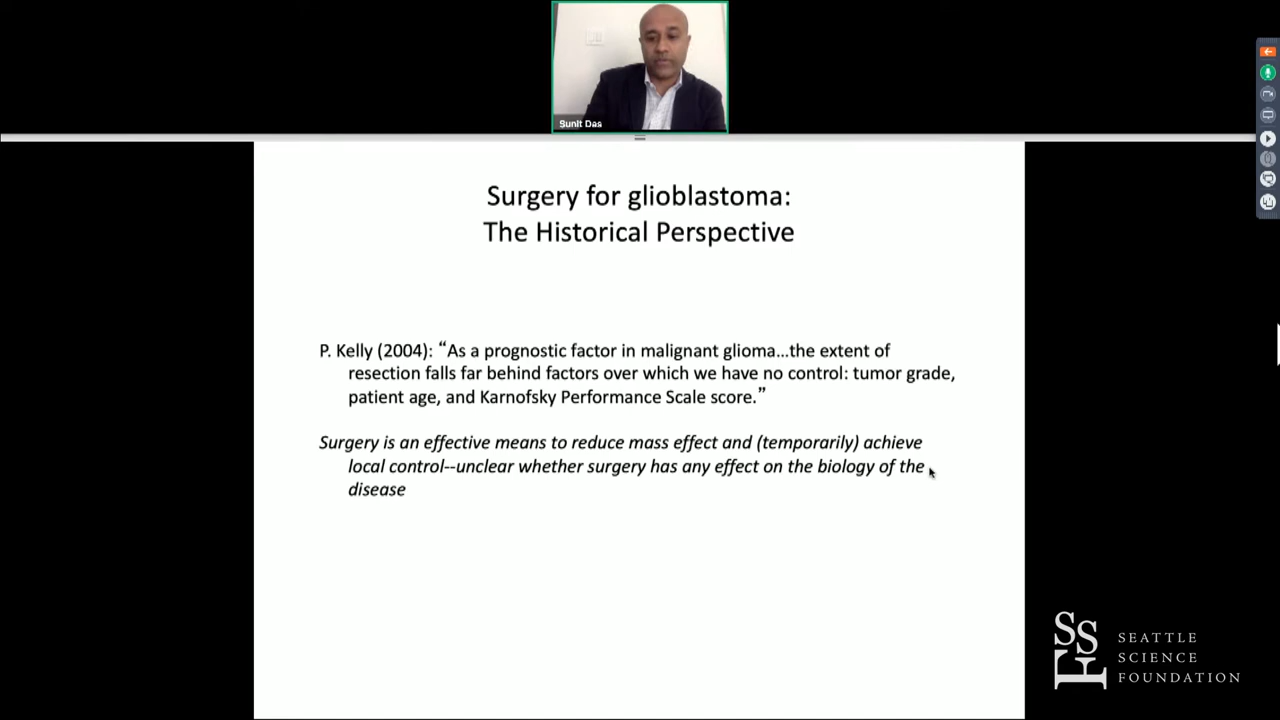 Sunit Das
Surgery for glioblastoma:
The Historical Perspective
P. Kelly (2004): “As a prognostic factor in malignant glioma...the extent of
resection falls far behind factors over which we have no control: tumor grade,
patient age, and Karnofsky Performance Scale score.”
Surgery is an effective means to reduce mass effect and (temporarily) achieve
local control--unclear whether surgery has any effect on the biology of the
disease
SSF
SEATTLE
SCIENCE
FOUNDATION